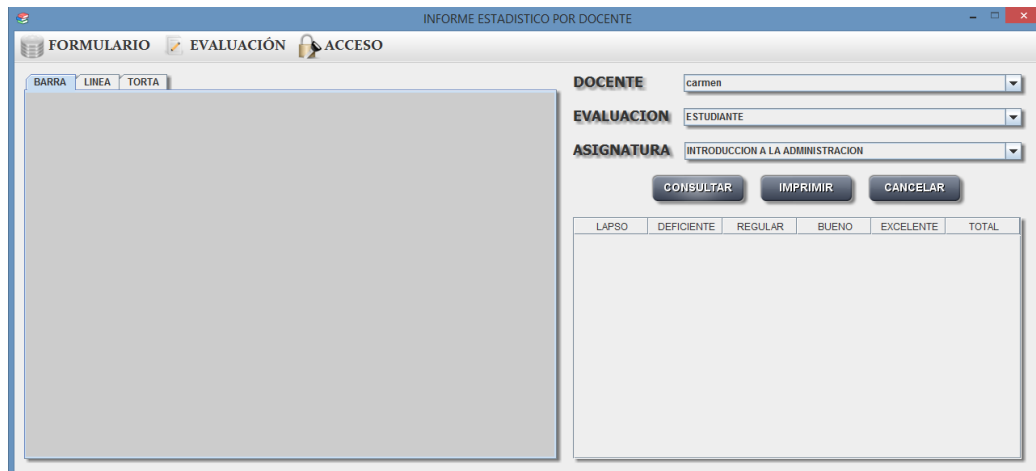 INFORME ESTADISTICO POR DOCENTE
FORMULARIO EVALUACIÓN ACCESO
BARRA LINEA TORTA
DOCENTE carmen
EVALUACION ESTUDIANTE
ASIGNATURA INTRODUCCION A LA ADMINISTRACION
CONSULTAR IMPRIMIR CANCELAR
LAPSO DEFICIENTE REGULAR BUENO EXCELENTE TOTAL